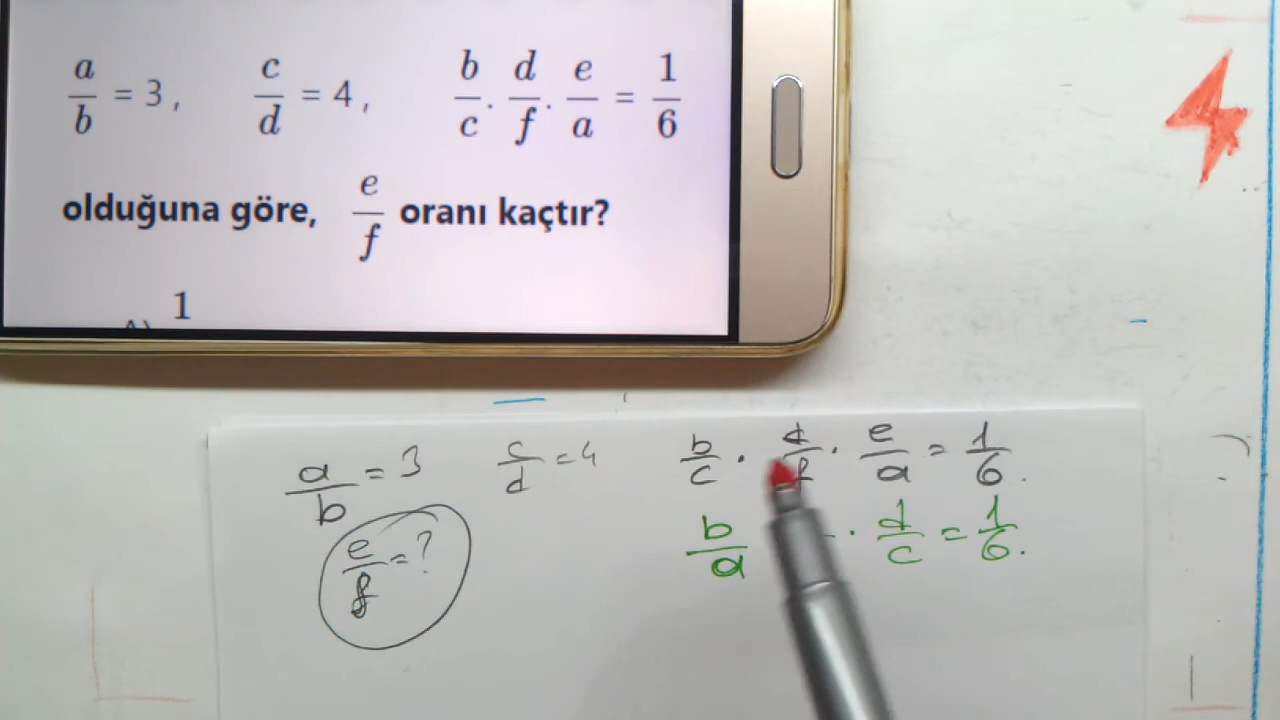 a/b = 3, c/d = 4, b/c . d/f . e/a = 1/6
olduğuna göre, e/f oranı kaçtır?
A) 1
a/b = 3 c/d = 4 b/c . d/f . e/a = 1/6.
e/f = ? b/a . d/c = 1/6.